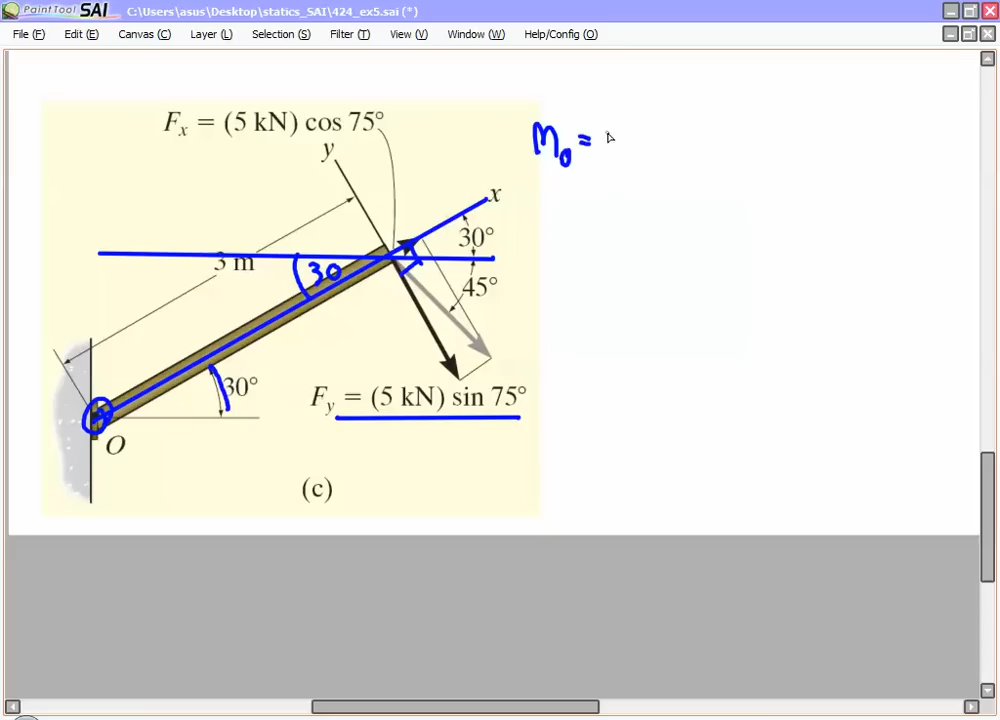 PaintTool SAI C:\Users\asus\Desktop\statics_SAI\424_ex5.sai (*)
File (F) Edit (E) Canvas (C) Layer (L) Selection (S) Filter (T) View (V) Window (W) Help/Config (O)
Fx = (5 kN) cos 75°
y
M0 =
x
30°
3 m
30
45°
30°
Fy = (5 kN) sin 75°
O
(c)